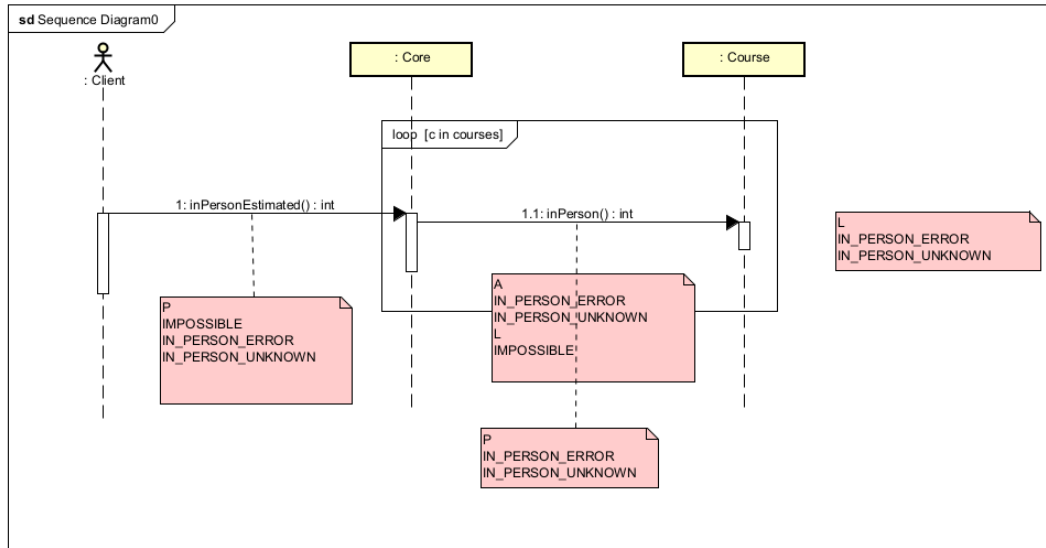 sd Sequence Diagram0
: Client
: Core
: Course
loop [c in courses]
1: inPersonEstimated() : int
1.1: inPerson() : int
L
IN_PERSON_ERROR
IN_PERSON_UNKNOWN
P
IMPOSSIBLE
IN_PERSON_ERROR
IN_PERSON_UNKNOWN
A
IN_PERSON_ERROR
IN_PERSON_UNKNOWN
L
IMPOSSIBLE
P
IN_PERSON_ERROR
IN_PERSON_UNKNOWN